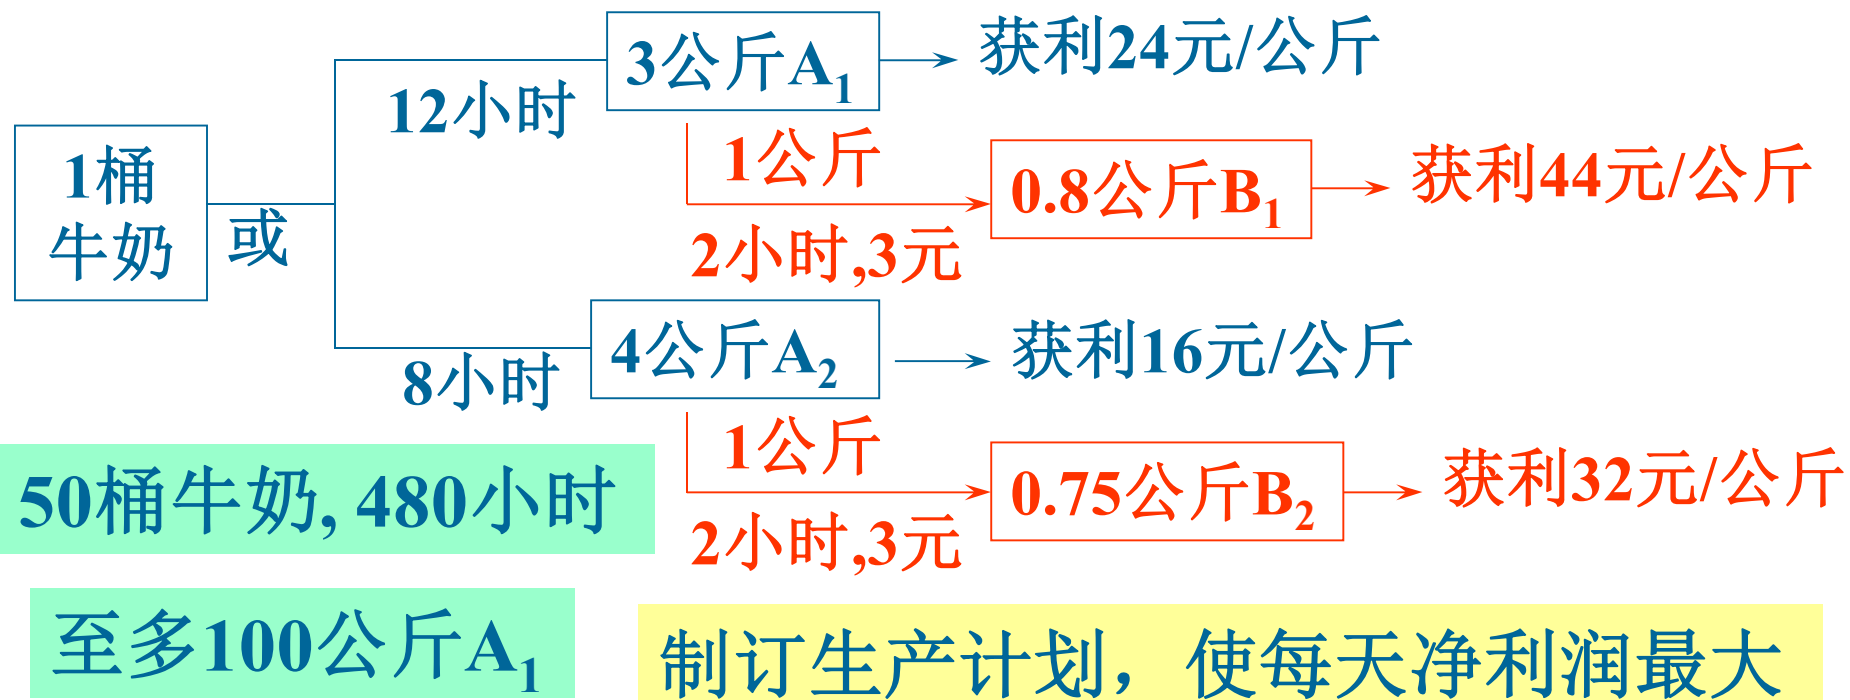 1桶
牛奶
或
12小时
3公斤A₁
获利24元/公斤
1公斤
2小时,3元
0.8公斤B₁
获利44元/公斤
8小时
4公斤A₂
获利16元/公斤
1公斤
2小时,3元
0.75公斤B₂
获利32元/公斤
50桶牛奶, 480小时
至多100公斤A₁
制订生产计划，使每天净利润最大